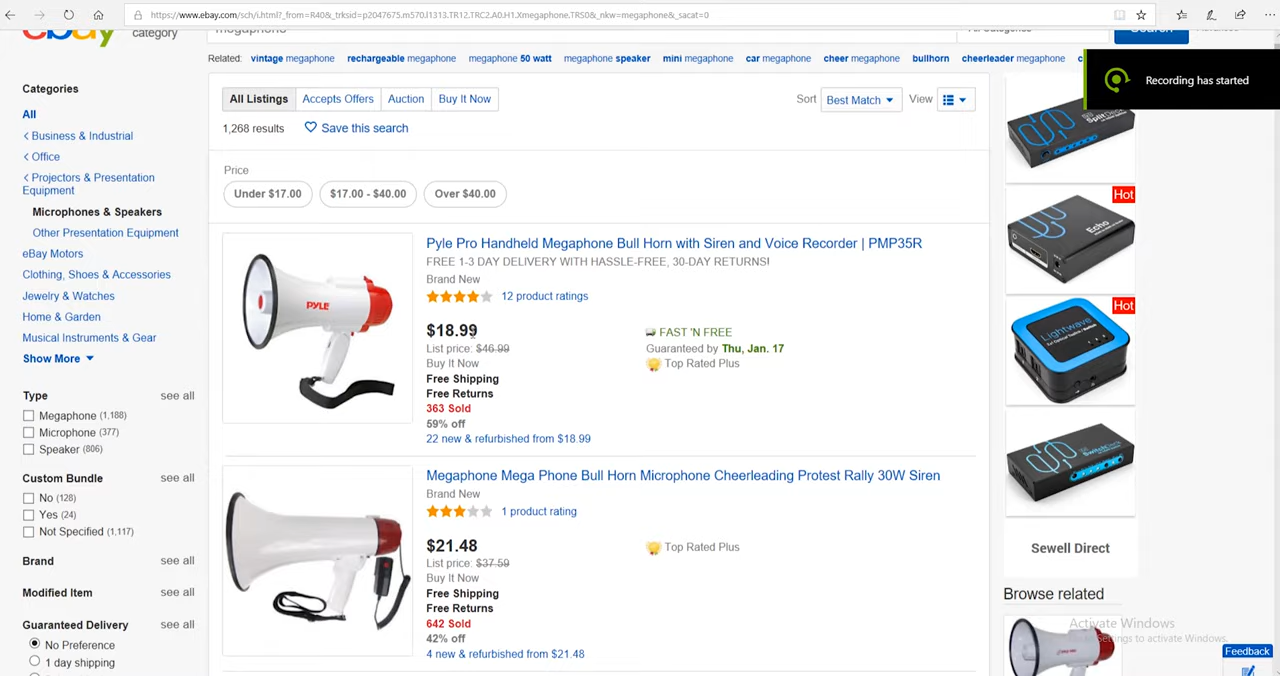 https://www.ebay.com/sch/i.html?_from=R40&_trksid=p2047675.m570.l1313.TR12.TRC2.A0.H1.Xmegaphone.TRS0&_nkw=megaphone&_sacat=0
ebay
category
megaphone
All Categories
Search
Advanced
Related: vintage megaphone rechargeable megaphone megaphone 50 watt megaphone speaker mini megaphone car megaphone cheer megaphone bullhorn cheerleader megaphone
Recording has started
Categories
All
Business & Industrial
Office
Projectors & Presentation
Equipment
Microphones & Speakers
Other Presentation Equipment
eBay Motors
Clothing, Shoes & Accessories
Jewelry & Watches
Home & Garden
Musical Instruments & Gear
Show More
Type see all
Megaphone (1,188)
Microphone (377)
Speaker (806)
Custom Bundle see all
No (128)
Yes (24)
Not Specified (1,117)
Brand see all
Modified Item see all
Guaranteed Delivery see all
No Preference
1 day shipping
All Listings Accepts Offers Auction Buy It Now
Sort Best Match View
1,268 results Save this search
Price
Under $17.00 $17.00 - $40.00 Over $40.00
PYLE
Pyle Pro Handheld Megaphone Bull Horn with Siren and Voice Recorder | PMP35R
FREE 1-3 DAY DELIVERY WITH HASSLE-FREE, 30-DAY RETURNS!
Brand New
12 product ratings
$18.99
List price: $46.99
Buy It Now
Free Shipping
Free Returns
363 Sold
59% off
22 new & refurbished from $18.99
FAST 'N FREE
Guaranteed by Thu, Jan. 17
Top Rated Plus
Megaphone Mega Phone Bull Horn Microphone Cheerleading Protest Rally 30W Siren
Brand New
1 product rating
$21.48
List price: $37.59
Buy It Now
Free Shipping
Free Returns
642 Sold
42% off
4 new & refurbished from $21.48
Top Rated Plus
Hot
Echo
Hot
Lightwave
Sewell Direct
Browse related
Activate Windows
Settings to activate Windows.
Feedback